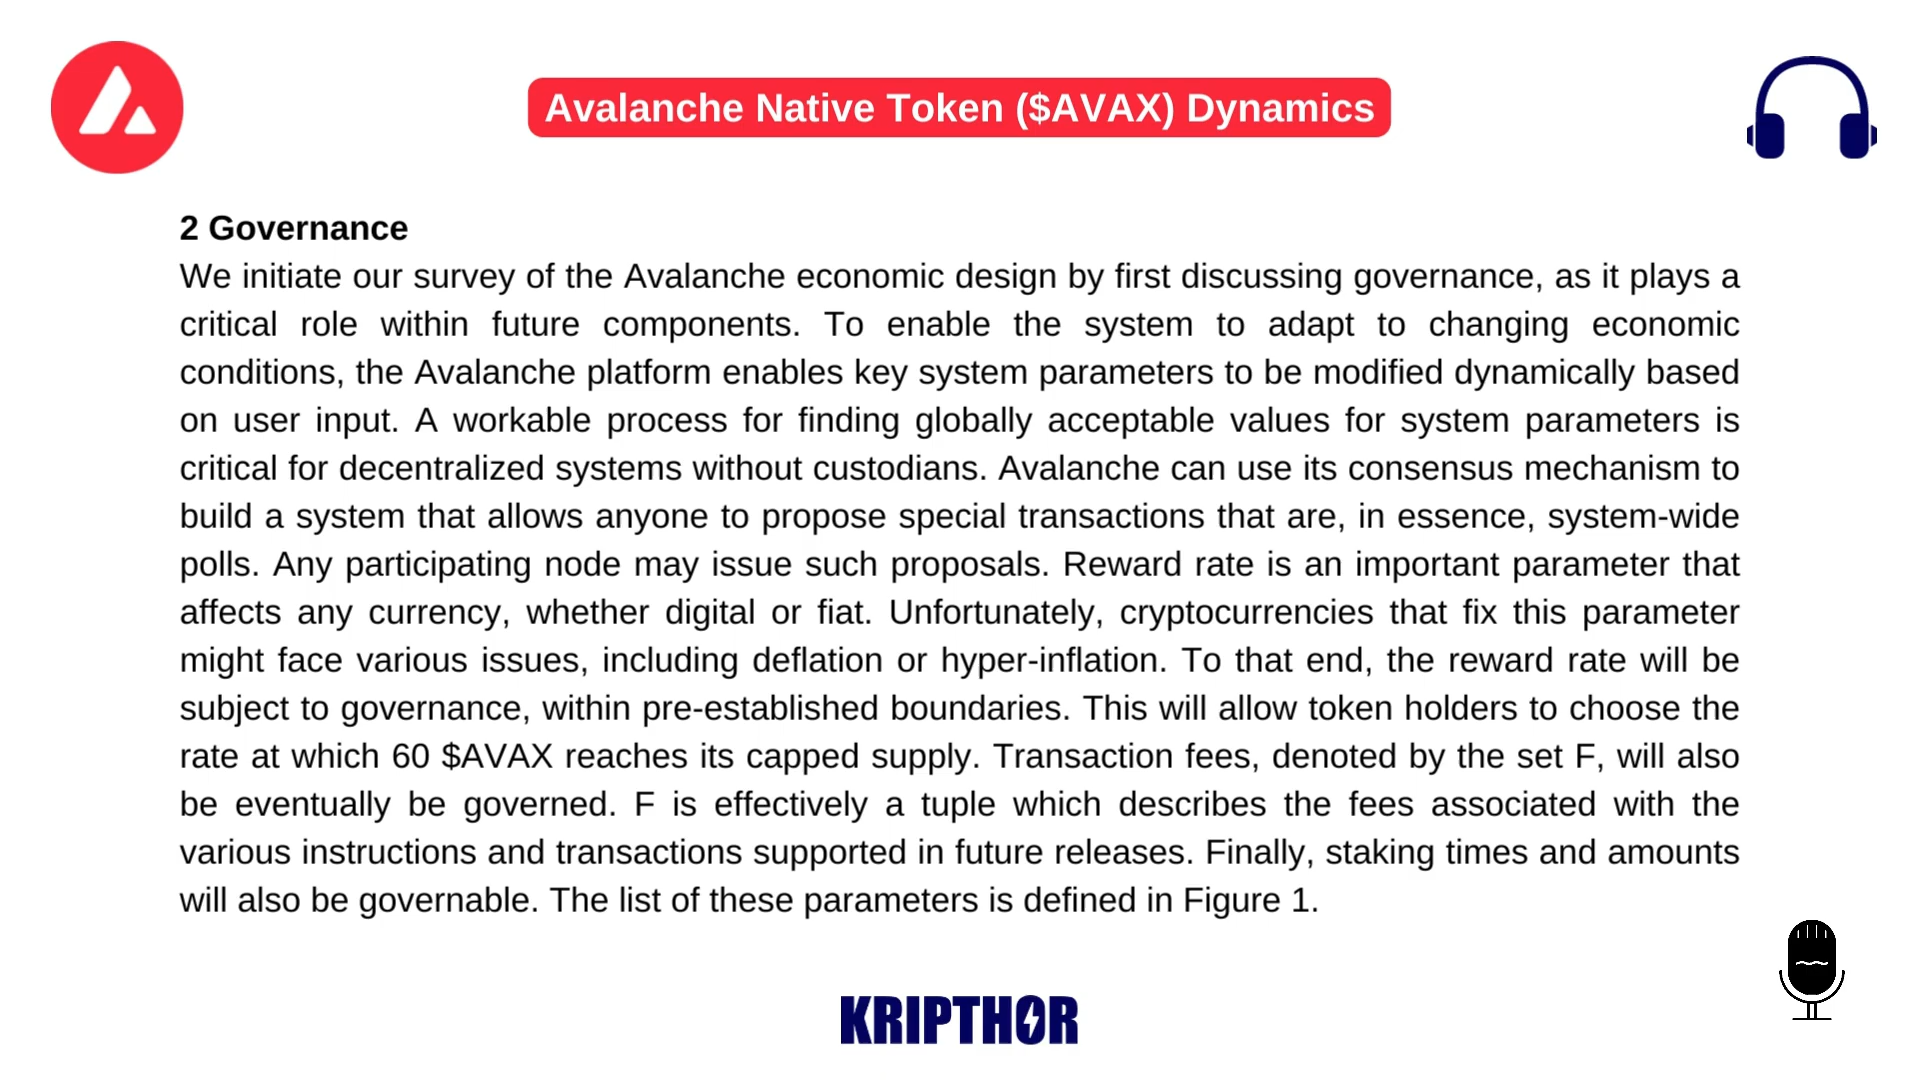 Avalanche Native Token ($AVAX) Dynamics
2 Governance
We initiate our survey of the Avalanche economic design by first discussing governance, as it plays a
critical role within future components. To enable the system to adapt to changing economic
conditions, the Avalanche platform enables key system parameters to be modified dynamically based
on user input. A workable process for finding globally acceptable values for system parameters is
critical for decentralized systems without custodians. Avalanche can use its consensus mechanism to
build a system that allows anyone to propose special transactions that are, in essence, system-wide
polls. Any participating node may issue such proposals. Reward rate is an important parameter that
affects any currency, whether digital or fiat. Unfortunately, cryptocurrencies that fix this parameter
might face various issues, including deflation or hyper-inflation. To that end, the reward rate will be
subject to governance, within pre-established boundaries. This will allow token holders to choose the
rate at which 60 $AVAX reaches its capped supply. Transaction fees, denoted by the set F, will also
be eventually be governed. F is effectively a tuple which describes the fees associated with the
various instructions and transactions supported in future releases. Finally, staking times and amounts
will also be governable. The list of these parameters is defined in Figure 1.
KRIPTHOR